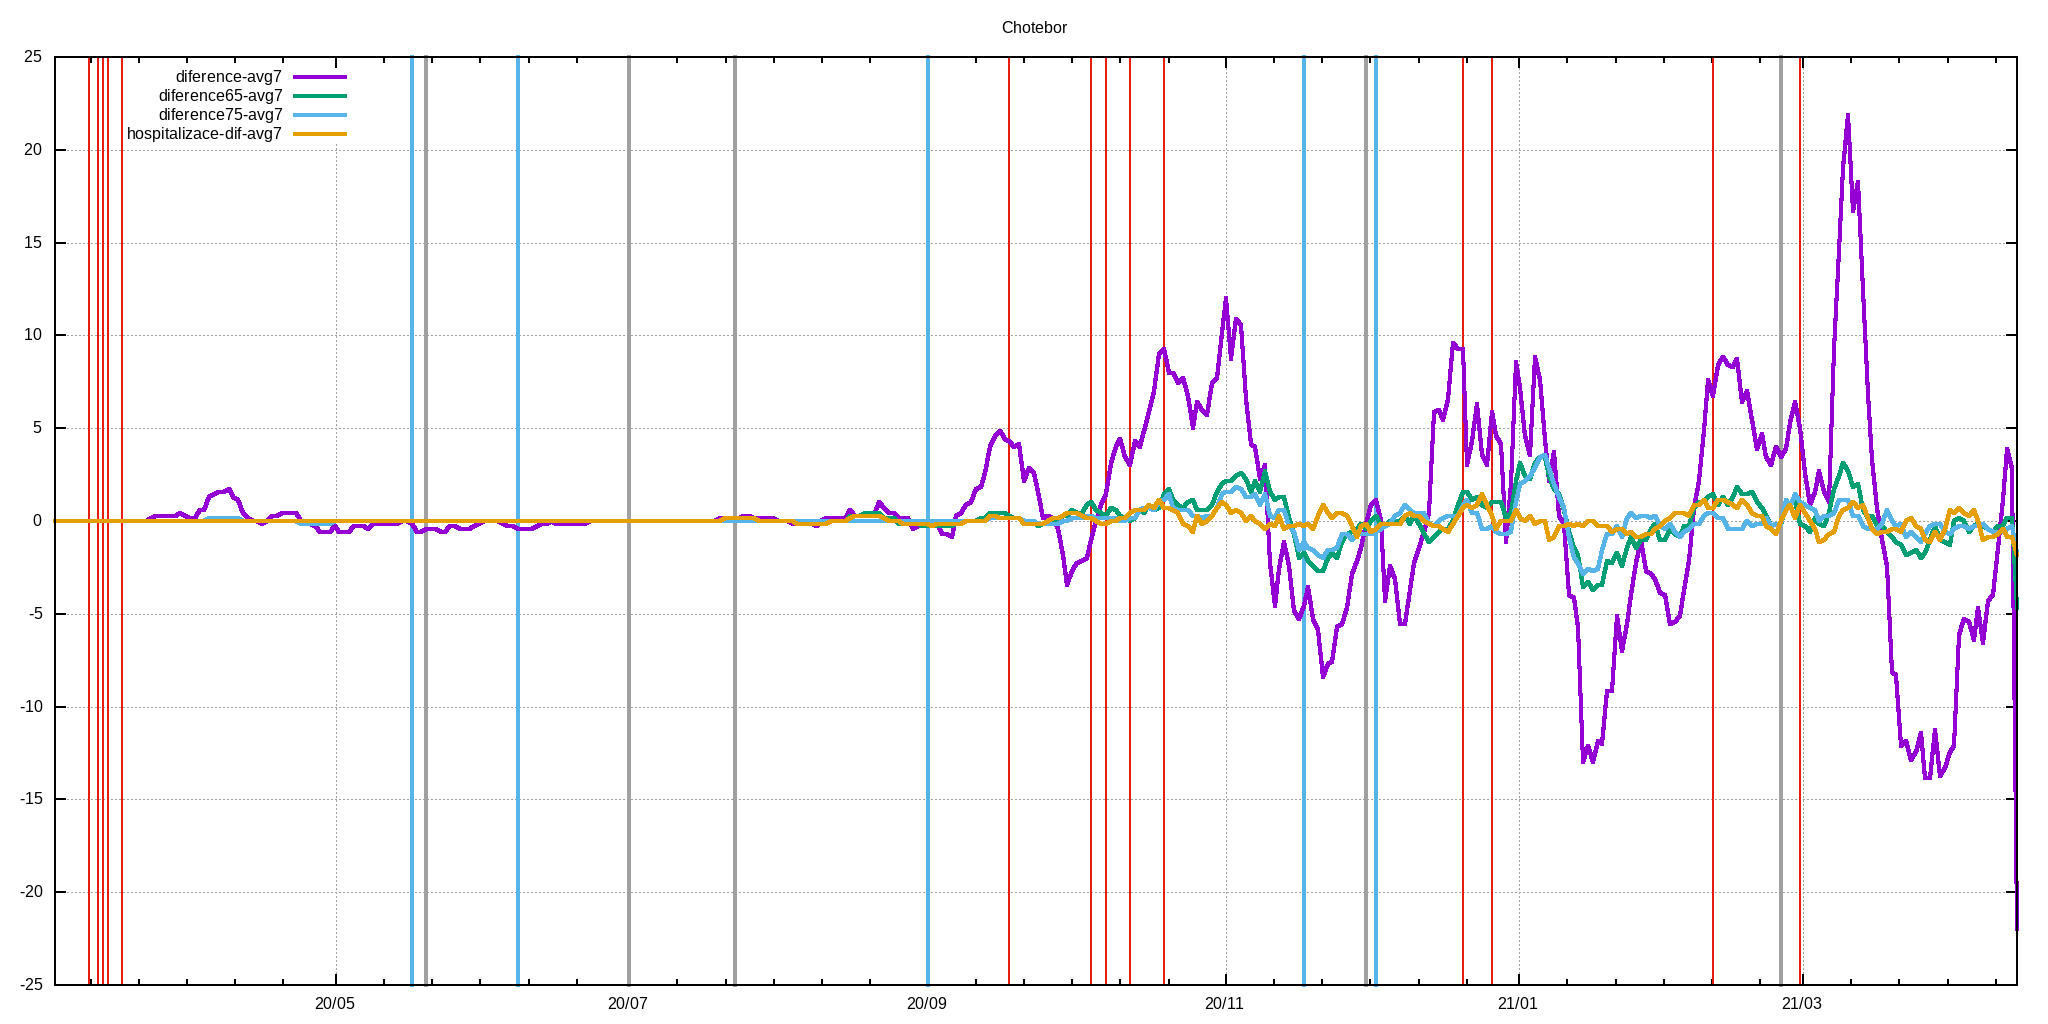 Chotebor
25
diference-avg7
diference65-avg7
diference75-avg7
hospitalizace-dif-avg7
20
15
10
5
0
-5
-10
-15
-20
-25
20/05 20/07 20/09 20/11 21/01 21/03